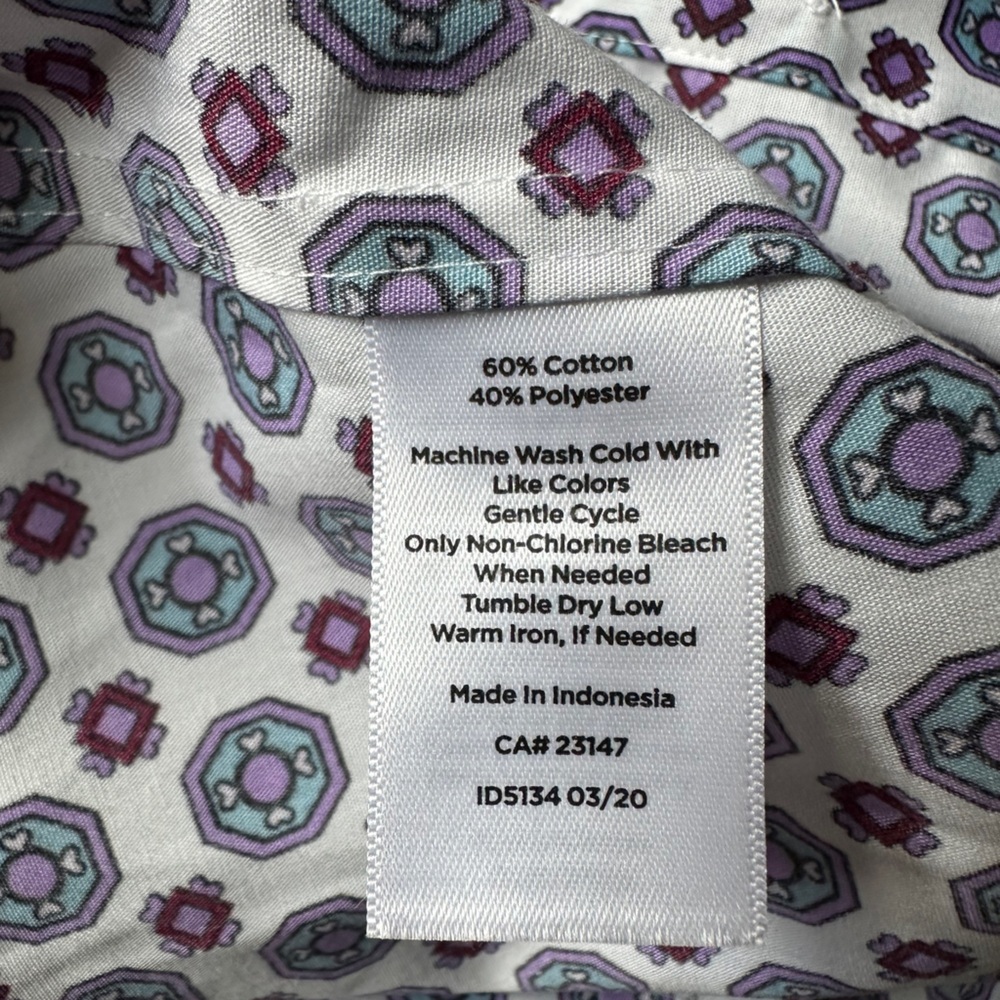 60% Cotton
40% Polyester
Machine Wash Cold With
Like Colors
Gentle Cycle
Only Non-Chlorine Bleach
When Needed
Tumble Dry Low
Warm Iron, If Needed
Made In Indonesia
CA# 23147
ID5134 03/20